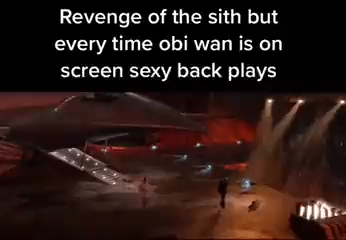 Revenge of the sith but
every time obi wan is on
screen sexy back plays